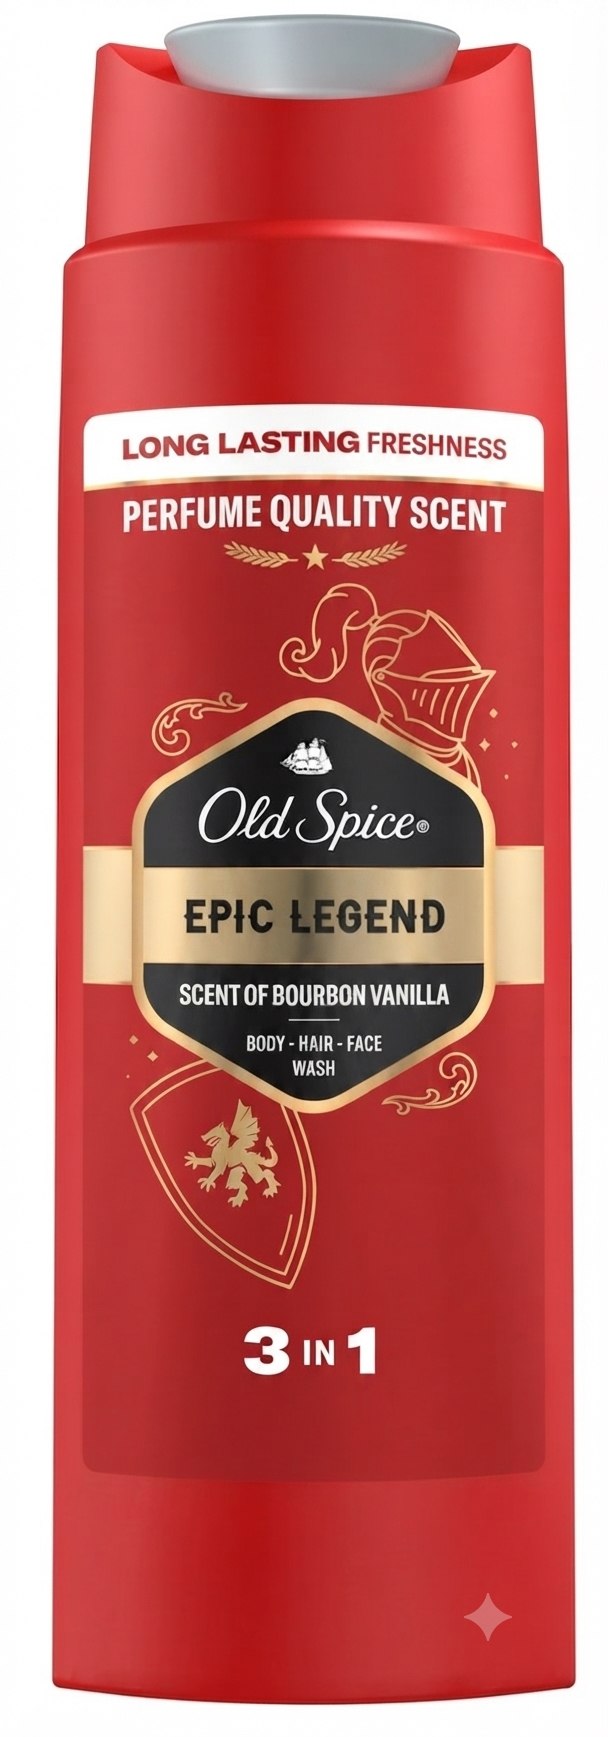 LONG LASTING FRESHNESS
PERFUME QUALITY SCENT
Old Spice®
EPIC LEGEND
SCENT OF BOURBON VANILLA
BODY - HAIR - FACE
WASH
3 IN 1